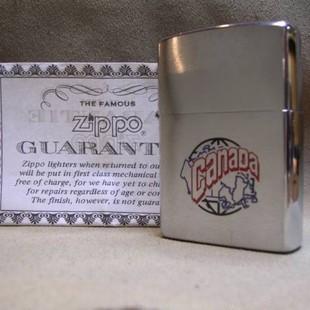 THE FAMOUS
Zippo
GUARANT
Zippo lighters when returned to ou
will be put in first class mechanical
free of charge, for we have yet to ch
for repairs regardless of age or con
The finish, however, is not guara
Canada